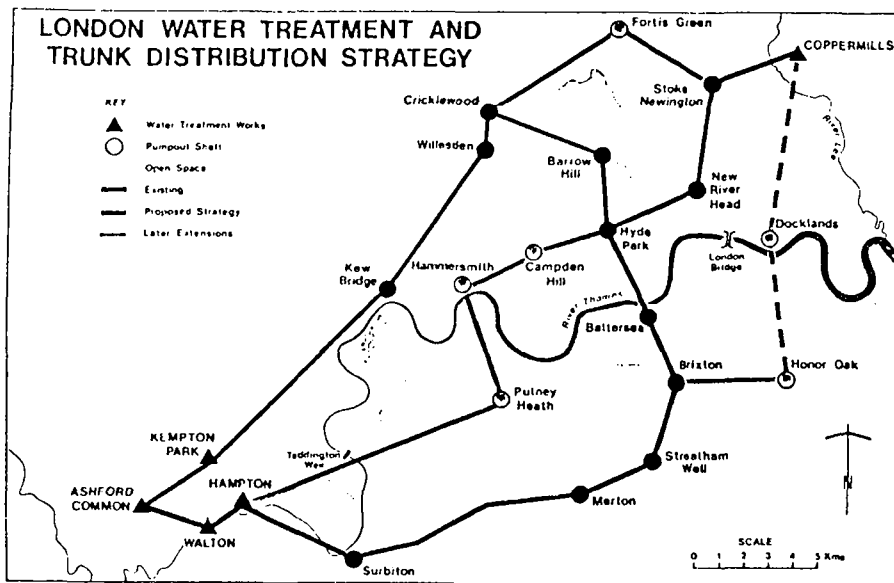 LONDON WATER TREATMENT AND
TRUNK DISTRIBUTION STRATEGY
KEY
Water Treatment Works
Pumpout Shaft
Open Space
Existing
Proposed Strategy
Later Extensions
Fortis Green
COPPERMILLS
Stoke
Newington
Cricklewood
Willesden
Barrow
Hill
River Lee
New
River
Head
Hyde
Park
Docklands
London
Bridge
Kew
Bridge
Hammersmith
Campden
Hill
River Thames
Battersea
Brixton
Honor Oak
Putney
Heath
KEMPTON
PARK
Teddington
Weir
HAMPTON
Streatham
Well
ASHFORD
COMMON
WALTON
Merton
Surbiton
N
SCALE
0 1 2 3 4 5 Kms